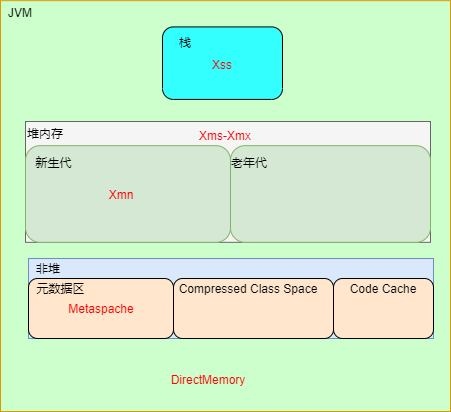 JVM
栈
Xss
堆内存
Xms-Xmx
新生代
老年代
Xmn
非堆
元数据区
Compressed Class Space
Code Cache
Metaspache
DirectMemory